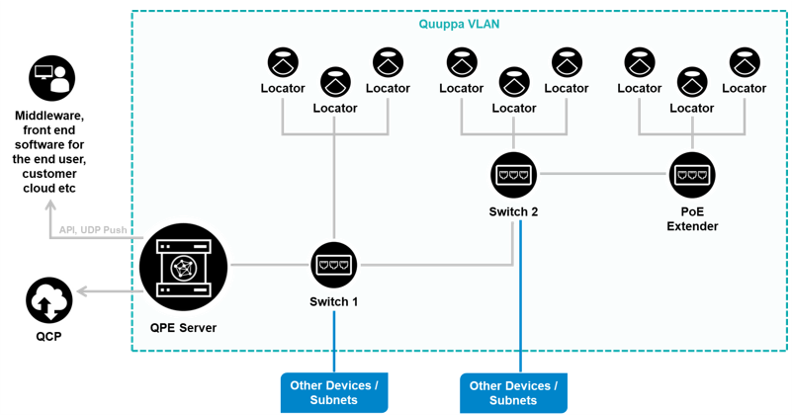 Quuppa VLAN
Locator
Locator
Locator
Locator
Locator
Locator
Locator
Locator
Locator
Middleware,
front end
software for
the end user,
customer
cloud etc
Switch 2
PoE
Extender
API, UDP Push
Switch 1
QPE Server
QCP
Other Devices /
Subnets
Other Devices /
Subnets